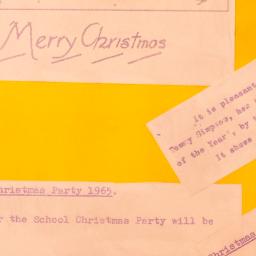 Merry Christmas
It is pleasant
Simpson, has
of the Year', by
It shows
Christmas Party 1965.
the School Christmas Party will be
Christmas